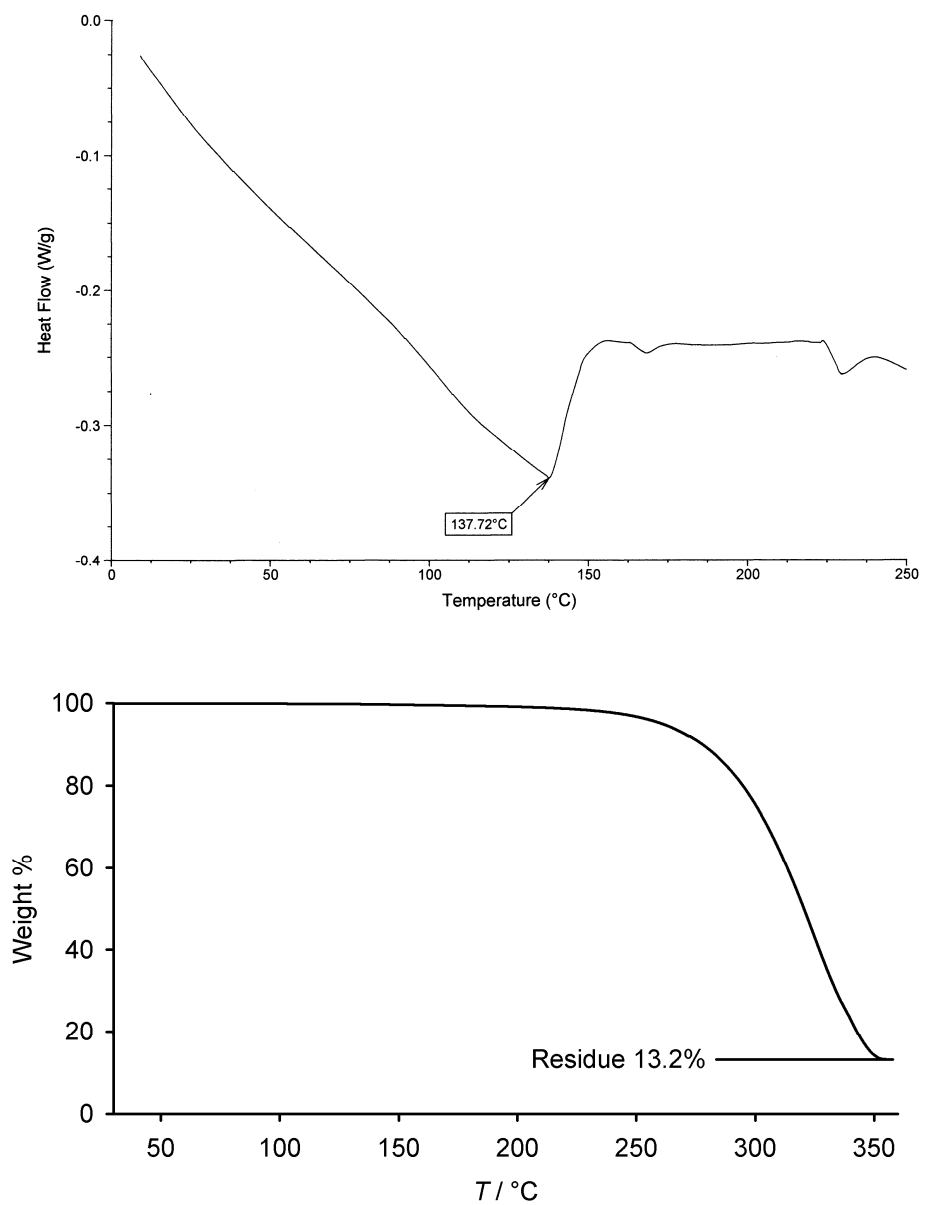 0.0
-0.1
-0.2
-0.3
-0.4
Heat Flow (W/g)
137.72°C
0 50 100 150 200 250
Temperature (°C)
100
80
60
40
20
0
Weight %
Residue 13.2%
50 100 150 200 250 300 350
T / °C